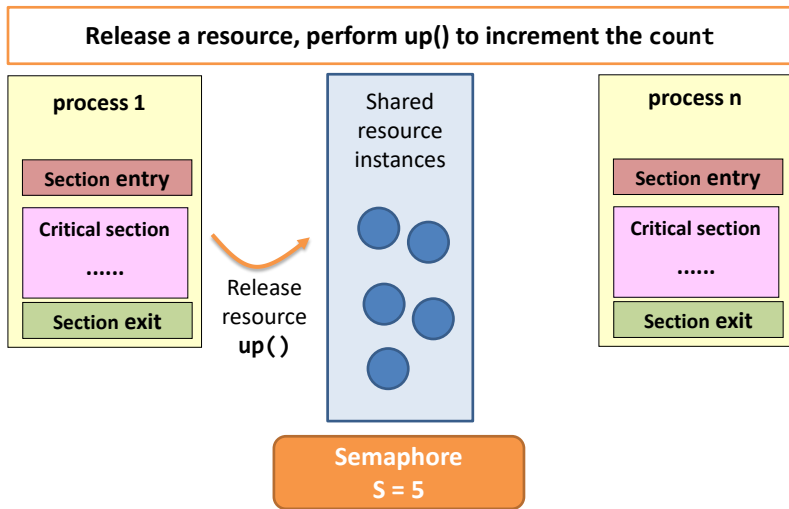 Release a resource, perform up() to increment the count
process 1
Section entry
Critical section
......
Section exit
Release
resource
up()
Shared
resource
instances
process n
Section entry
Critical section
......
Section exit
Semaphore
S = 5